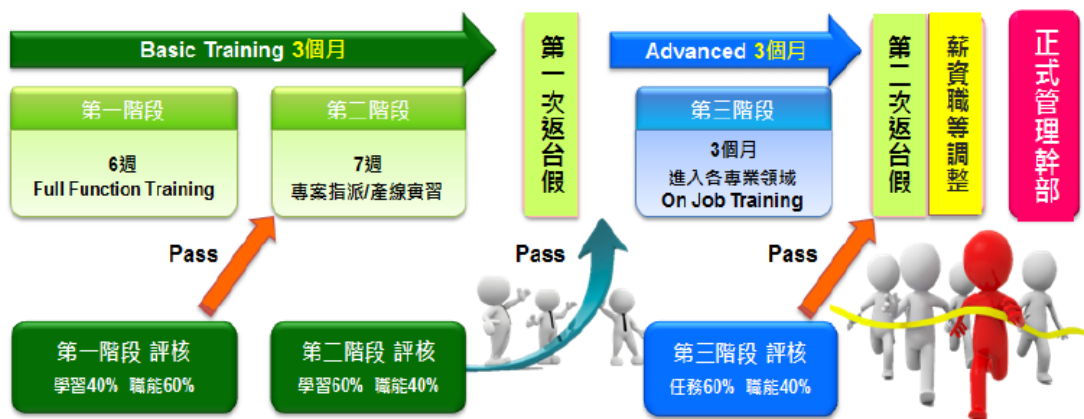 Basic Training 3個月
第一階段
6週
Full Function Training
第二階段
7週
專案指派/產線實習
第一次返台假
Advanced 3個月
第三階段
3個月
進入各專業領域
On Job Training
第二次返台假
薪資職等調整
正式管理幹部
Pass
Pass
Pass
第一階段 評核
學習40% 職能60%
第二階段 評核
學習60% 職能40%
第三階段 評核
任務60% 職能40%